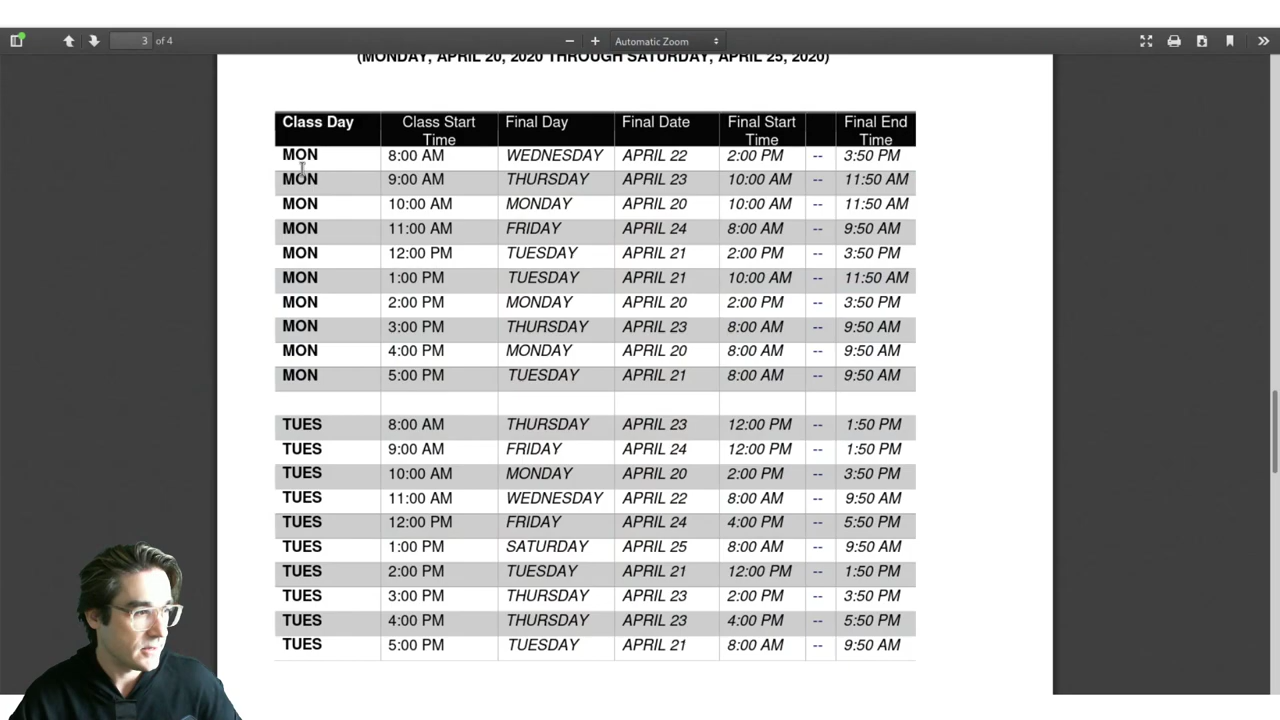 3 of 4 Automatic Zoom
(MONDAY, APRIL 20, 2020 THROUGH SATURDAY, APRIL 25, 2020)
Class Day Class Start Time Final Day Final Date Final Start Time Final End Time
MON 8:00 AM WEDNESDAY APRIL 22 2:00 PM -- 3:50 PM
MON 9:00 AM THURSDAY APRIL 23 10:00 AM -- 11:50 AM
MON 10:00 AM MONDAY APRIL 20 10:00 AM -- 11:50 AM
MON 11:00 AM FRIDAY APRIL 24 8:00 AM -- 9:50 AM
MON 12:00 PM TUESDAY APRIL 21 2:00 PM -- 3:50 PM
MON 1:00 PM TUESDAY APRIL 21 10:00 AM -- 11:50 AM
MON 2:00 PM MONDAY APRIL 20 2:00 PM -- 3:50 PM
MON 3:00 PM THURSDAY APRIL 23 8:00 AM -- 9:50 AM
MON 4:00 PM MONDAY APRIL 20 8:00 AM -- 9:50 AM
MON 5:00 PM TUESDAY APRIL 21 8:00 AM -- 9:50 AM
TUES 8:00 AM THURSDAY APRIL 23 12:00 PM -- 1:50 PM
TUES 9:00 AM FRIDAY APRIL 24 12:00 PM -- 1:50 PM
TUES 10:00 AM MONDAY APRIL 20 2:00 PM -- 3:50 PM
TUES 11:00 AM WEDNESDAY APRIL 22 8:00 AM -- 9:50 AM
TUES 12:00 PM FRIDAY APRIL 24 4:00 PM -- 5:50 PM
TUES 1:00 PM SATURDAY APRIL 25 8:00 AM -- 9:50 AM
TUES 2:00 PM TUESDAY APRIL 21 12:00 PM -- 1:50 PM
TUES 3:00 PM THURSDAY APRIL 23 2:00 PM -- 3:50 PM
TUES 4:00 PM THURSDAY APRIL 23 4:00 PM -- 5:50 PM
TUES 5:00 PM TUESDAY APRIL 21 8:00 AM -- 9:50 AM